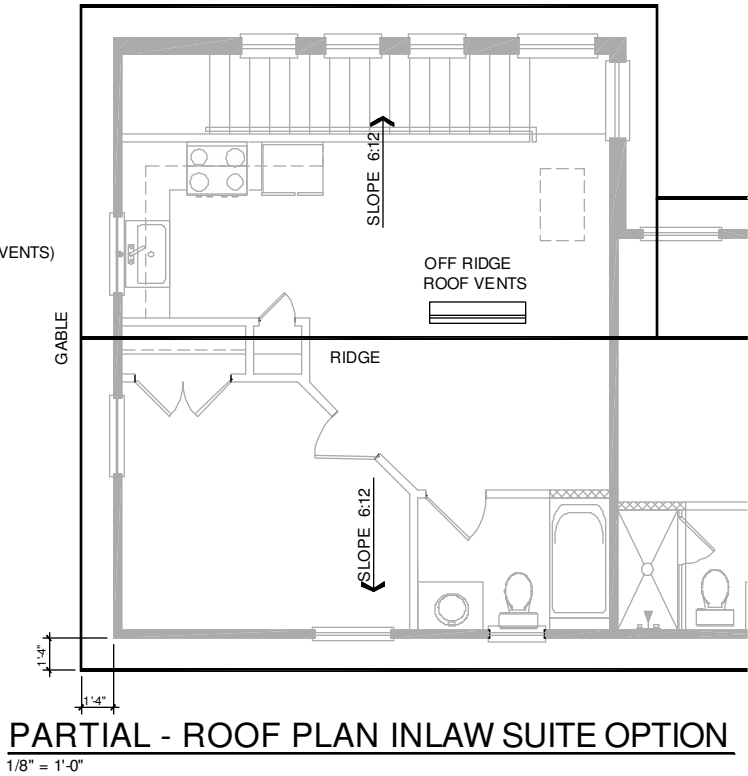 SLOPE 6:12
VENTS)
OFF RIDGE
ROOF VENTS
GABLE
RIDGE
SLOPE 6:12
1'4"
1'4"
PARTIAL - ROOF PLAN INLAW SUITE OPTION
1/8" = 1'-0"